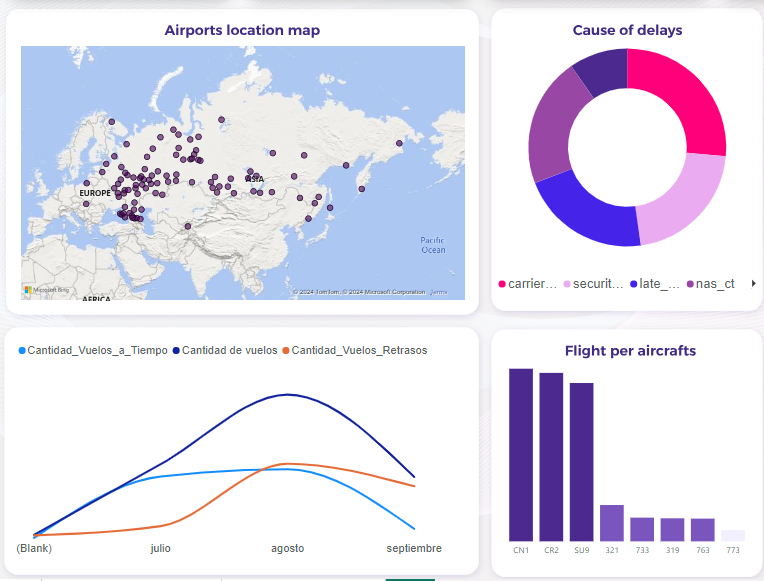 Airports location map
EUROPE
ASIA
Pacific
Ocean
AFRICA
Microsoft Bing
© 2024 TomTom, © 2024 Microsoft Corporation Terms
Cause of delays
carrier... securit... late_... nas_ct
Cantidad_Vuelos_a_Tiempo Cantidad de vuelos Cantidad_Vuelos_Retrasos
(Blank) julio agosto septiembre
Flight per aircrafts
CN1 CR2 SU9 321 733 319 763 773